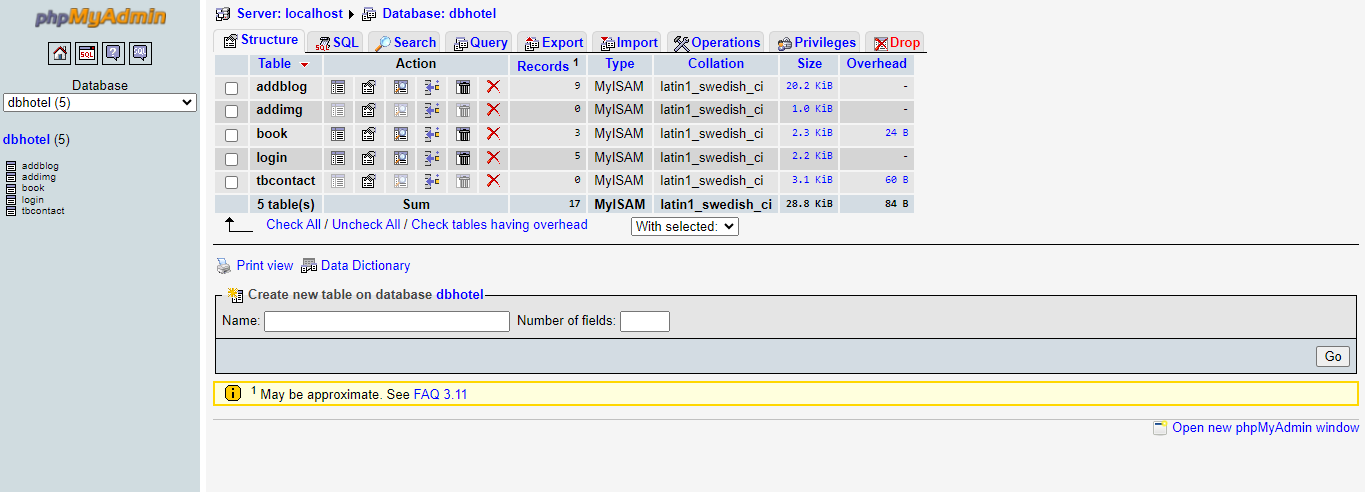 phpMyAdmin
SQL
SQL
Database
dbhotel (5)
dbhotel (5)
addblog
addimg
book
login
tbcontact
Server: localhost Database: dbhotel
Structure SQL Search Query Export Import Operations Privileges Drop
Table Action Records 1 Type Collation Size Overhead
addblog 9 MyISAM latin1_swedish_ci 20.2 KiB -
addimg 0 MyISAM latin1_swedish_ci 1.0 KiB -
book 3 MyISAM latin1_swedish_ci 2.3 KiB 24 B
login 5 MyISAM latin1_swedish_ci 2.2 KiB -
tbcontact 0 MyISAM latin1_swedish_ci 3.1 KiB 60 B
5 table(s) Sum 17 MyISAM latin1_swedish_ci 28.8 KiB 84 B
Check All / Uncheck All / Check tables having overhead With selected:
Print view Data Dictionary
Create new table on database dbhotel
Name: Number of fields:
Go
1 May be approximate. See FAQ 3.11
Open new phpMyAdmin window